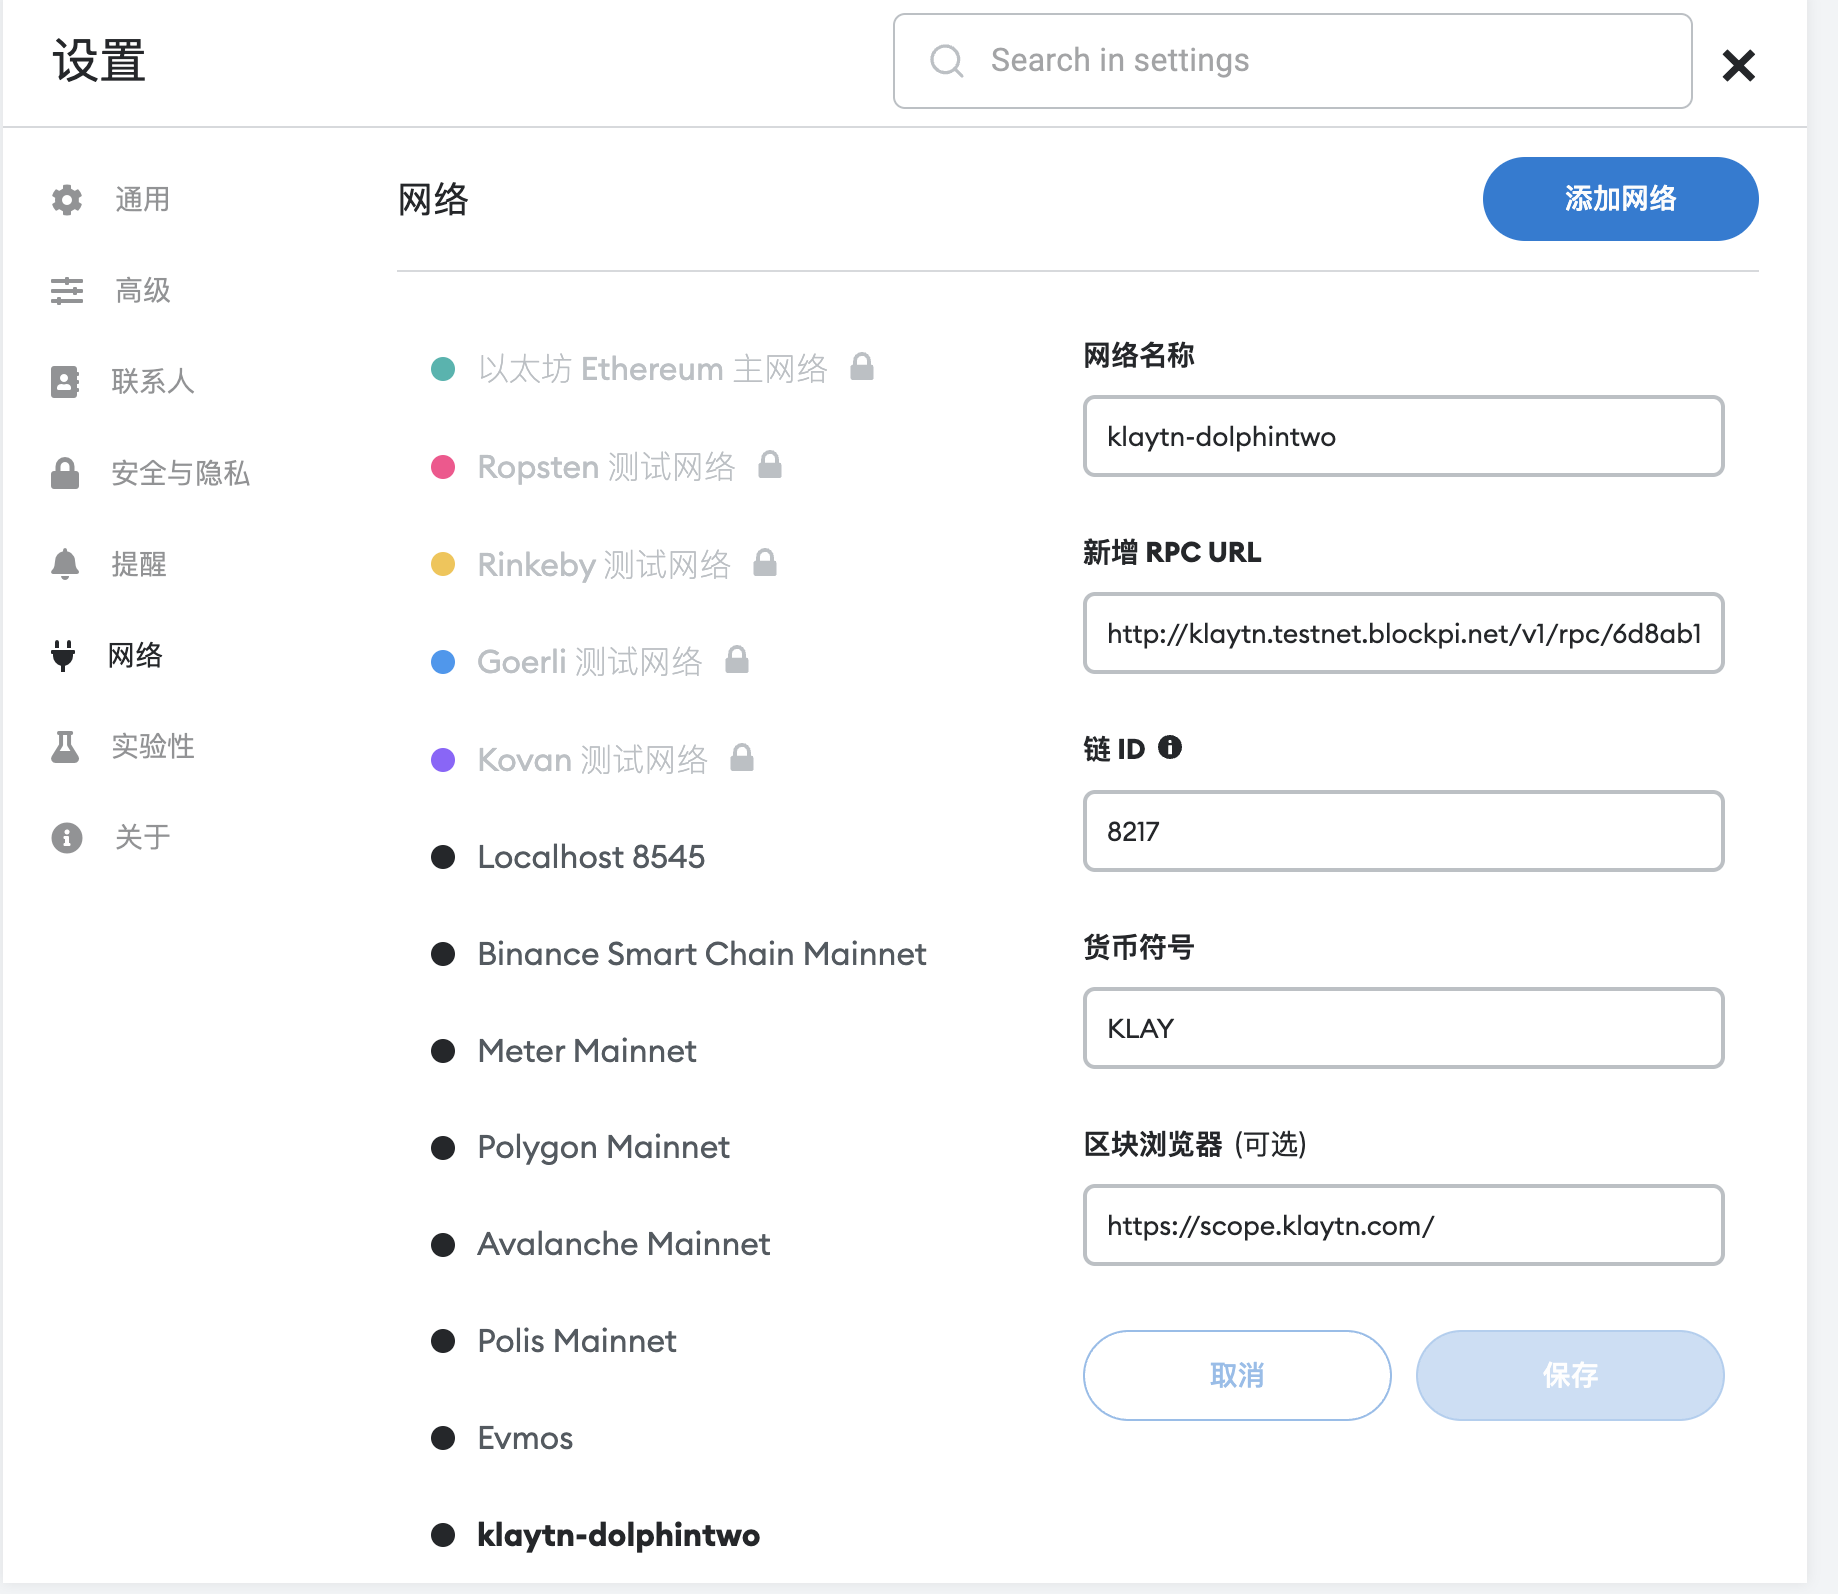 设置
Search in settings
通用
高级
联系人
安全与隐私
提醒
网络
实验性
关于
网络
添加网络
以太坊 Ethereum 主网络
Ropsten 测试网络
Rinkeby 测试网络
Goerli 测试网络
Kovan 测试网络
Localhost 8545
Binance Smart Chain Mainnet
Meter Mainnet
Polygon Mainnet
Avalanche Mainnet
Polis Mainnet
Evmos
klaytn-dolphintwo
网络名称
klaytn-dolphintwo
新增 RPC URL
http://klaytn.testnet.blockpi.net/v1/rpc/6d8ab1
链 ID
8217
货币符号
KLAY
区块浏览器 (可选)
https://scope.klaytn.com/
取消
保存